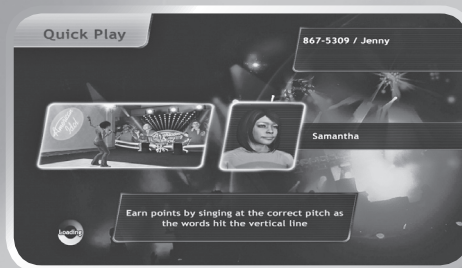 Quick Play
867-5309 / Jenny
Samantha
Earn points by singing at the correct pitch as
the words hit the vertical line
Loading